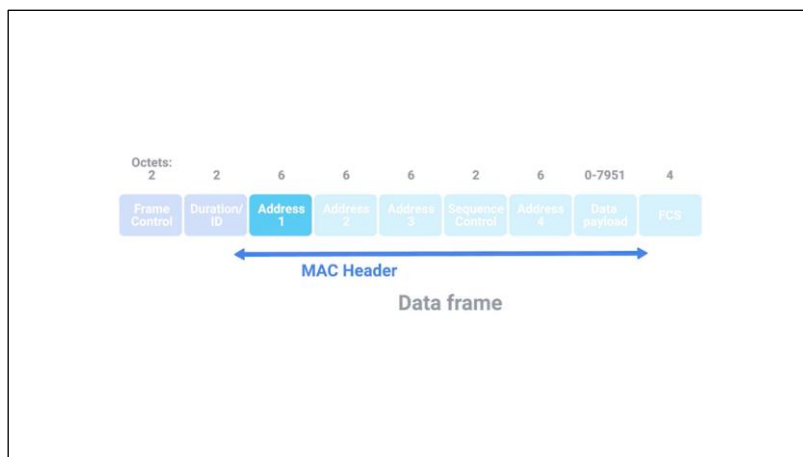 Octets:
2 2 6 6 6 2 6 0-7951 4
Frame Duration/ Address Address Address Sequence Address Data FCS
Control ID 1 2 3 Control 4 payload
MAC Header
Data frame